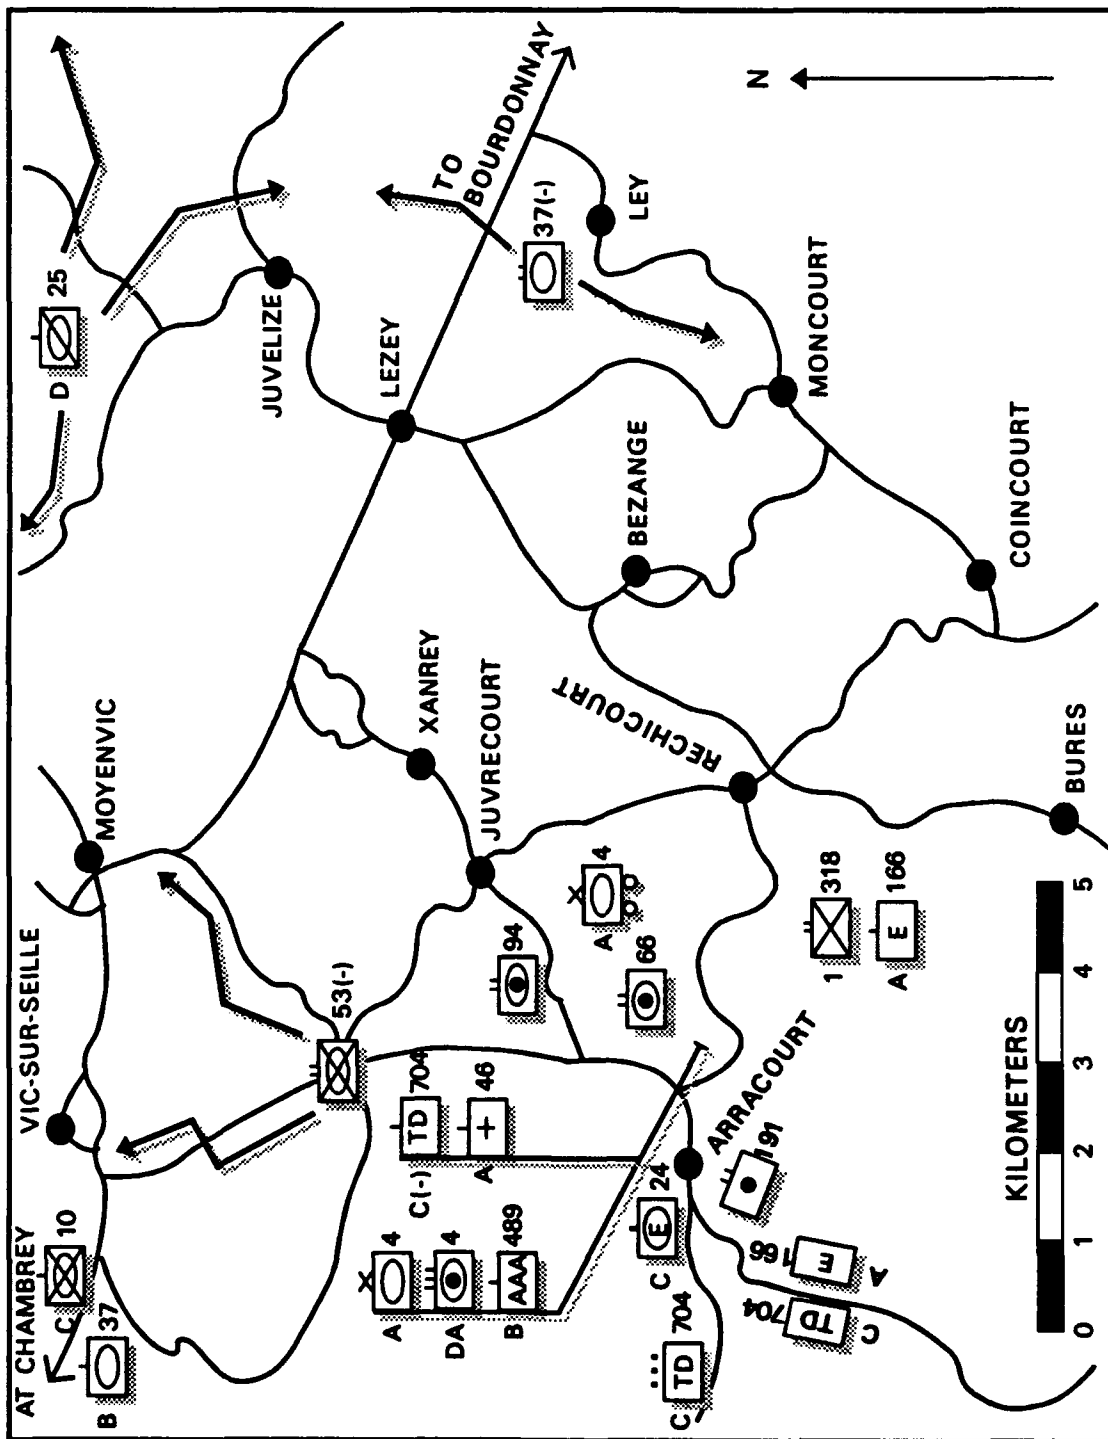 AT CHAMBREY
C 10
B 37
VIC-SUR-SEILLE
MOYENVIC
D 25
JUVELIZE
LEZEY
TO
BOURDONNAY
37(-)
LEY
N
53(-)
XANREY
JUVRECOURT
BEZANGE
MONCOURT
COINCOURT
RECHICOURT
BURES
A 4
DA 4
B AAA 489
C(-) TD 704
A + 46
94
66
A 4
C E 24
ARRACOURT
191
A E 166
C TD 704
C TD 704
1 318
A E 166
KILOMETERS
0 1 2 3 4 5